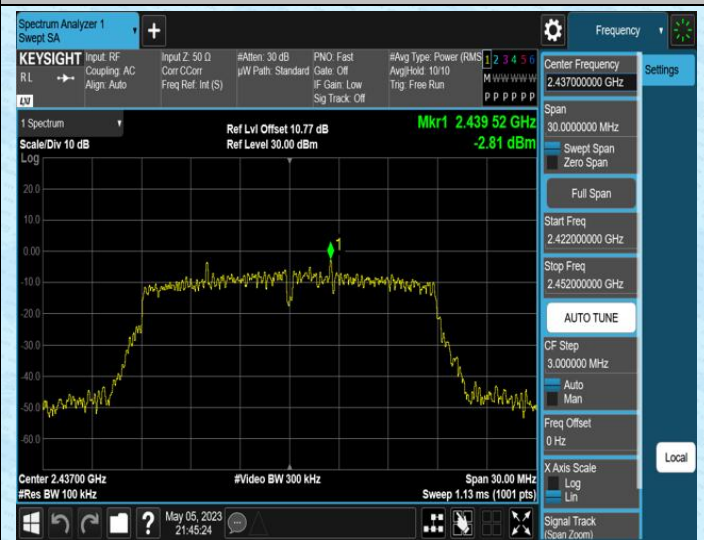 Spectrum Analyzer 1
Swept SA
+
Frequency
KEYSIGHT
RL
LXI
Input: RF
Coupling: AC
Align: Auto
Input Z: 50 Ω
Corr CCorr
Freq Ref: Int (S)
#Atten: 30 dB
µW Path: Standard
PNO: Fast
Gate: Off
IF Gain: Low
Sig Track: Off
#Avg Type: Power (RMS)
Avg|Hold: 10/10
Trig: Free Run
1 2 3 4 5 6
M W W W W W
P P P P P P
1 Spectrum
Scale/Div 10 dB
Log
Ref Lvl Offset 10.77 dB
Ref Level 30.00 dBm
Mkr1 2.439 52 GHz
-2.81 dBm
20.0
10.0
0.00
-10.0
-20.0
-30.0
-40.0
-50.0
-60.0
1
Center 2.43700 GHz
#Res BW 100 kHz
#Video BW 300 kHz
Span 30.00 MHz
Sweep 1.13 ms (1001 pts)
?
May 05, 2023
21:45:24
Center Frequency
2.437000000 GHz
Span
30.0000000 MHz
Swept Span
Zero Span
Full Span
Start Freq
2.422000000 GHz
Stop Freq
2.452000000 GHz
AUTO TUNE
CF Step
3.000000 MHz
Auto
Man
Freq Offset
0 Hz
X Axis Scale
Log
Lin
Signal Track
(Span Zoom)
Settings
Local